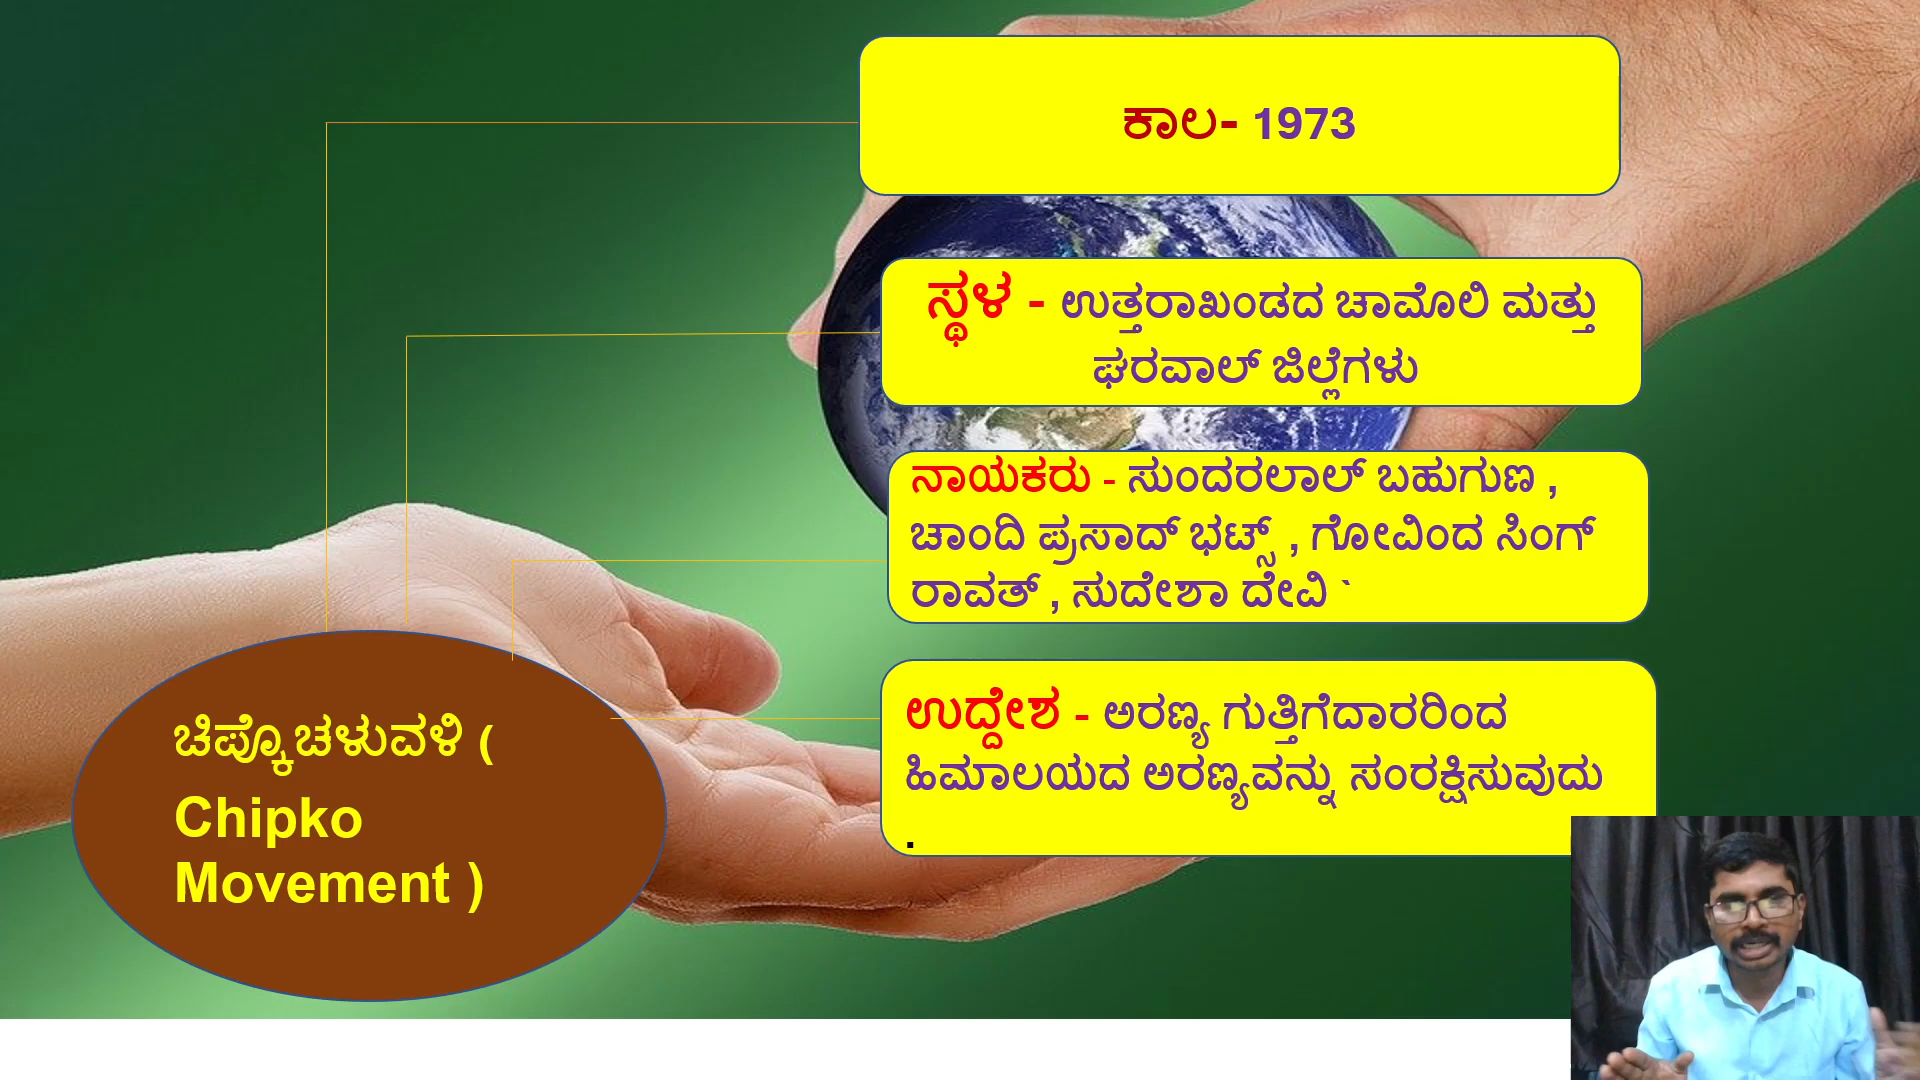 ಕಾಲ- 1973
ಸ್ಥಳ - ಉತ್ತರಾಖಂಡದ ಚಾಮೊಲಿ ಮತ್ತು
ಘರವಾಲ್ ಜಿಲ್ಲೆಗಳು
ನಾಯಕರು - ಸುಂದರಲಾಲ್ ಬಹುಗುಣ ,
ಚಾಂದಿ ಪ್ರಸಾದ್ ಭಟ್ಸ್ , ಗೋವಿಂದ ಸಿಂಗ್
ರಾವತ್ , ಸುದೇಶಾ ದೇವಿ `
ಉದ್ದೇಶ - ಅರಣ್ಯ ಗುತ್ತಿಗೆದಾರರಿಂದ
ಹಿಮಾಲಯದ ಅರಣ್ಯವನ್ನು ಸಂರಕ್ಷಿಸುವುದು
.
ಚಿಪ್ಕೊ ಚಳುವಳಿ (
Chipko
Movement )